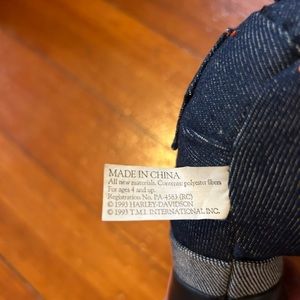 MADE IN CHINA
All new materials. Contents: polyester fibers
For ages 4 and up.
Registration No. PA-4583 (RC)
© 1993 HARLEY-DAVIDSON
© 1993 T.M.I. INTERNATIONAL INC.